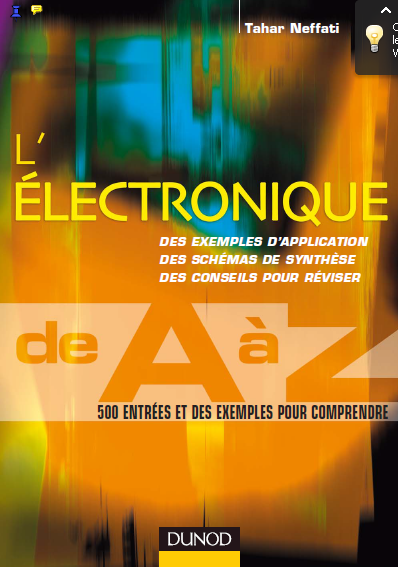 Tahar Neffati
L'
ÉLECTRONIQUE
DES EXEMPLES D'APPLICATION
DES SCHÉMAS DE SYNTHÈSE
DES CONSEILS POUR RÉVISER
de A à Z
500 ENTRÉES ET DES EXEMPLES POUR COMPRENDRE
DUNOD